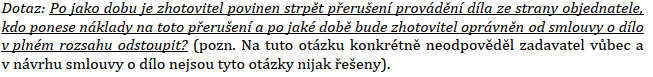 Dotaz: Po jako dobu je zhotovitel povinen strpět přerušení provádění díla ze strany objednatele,
kdo ponese náklady na toto přerušení a po jaké době bude zhotovitel oprávněn od smlouvy o dílo
v plném rozsahu odstoupit? (pozn. Na tuto otázku konkrétně neodpověděl zadavatel vůbec a
v návrhu smlouvy o dílo nejsou tyto otázky nijak řešeny).